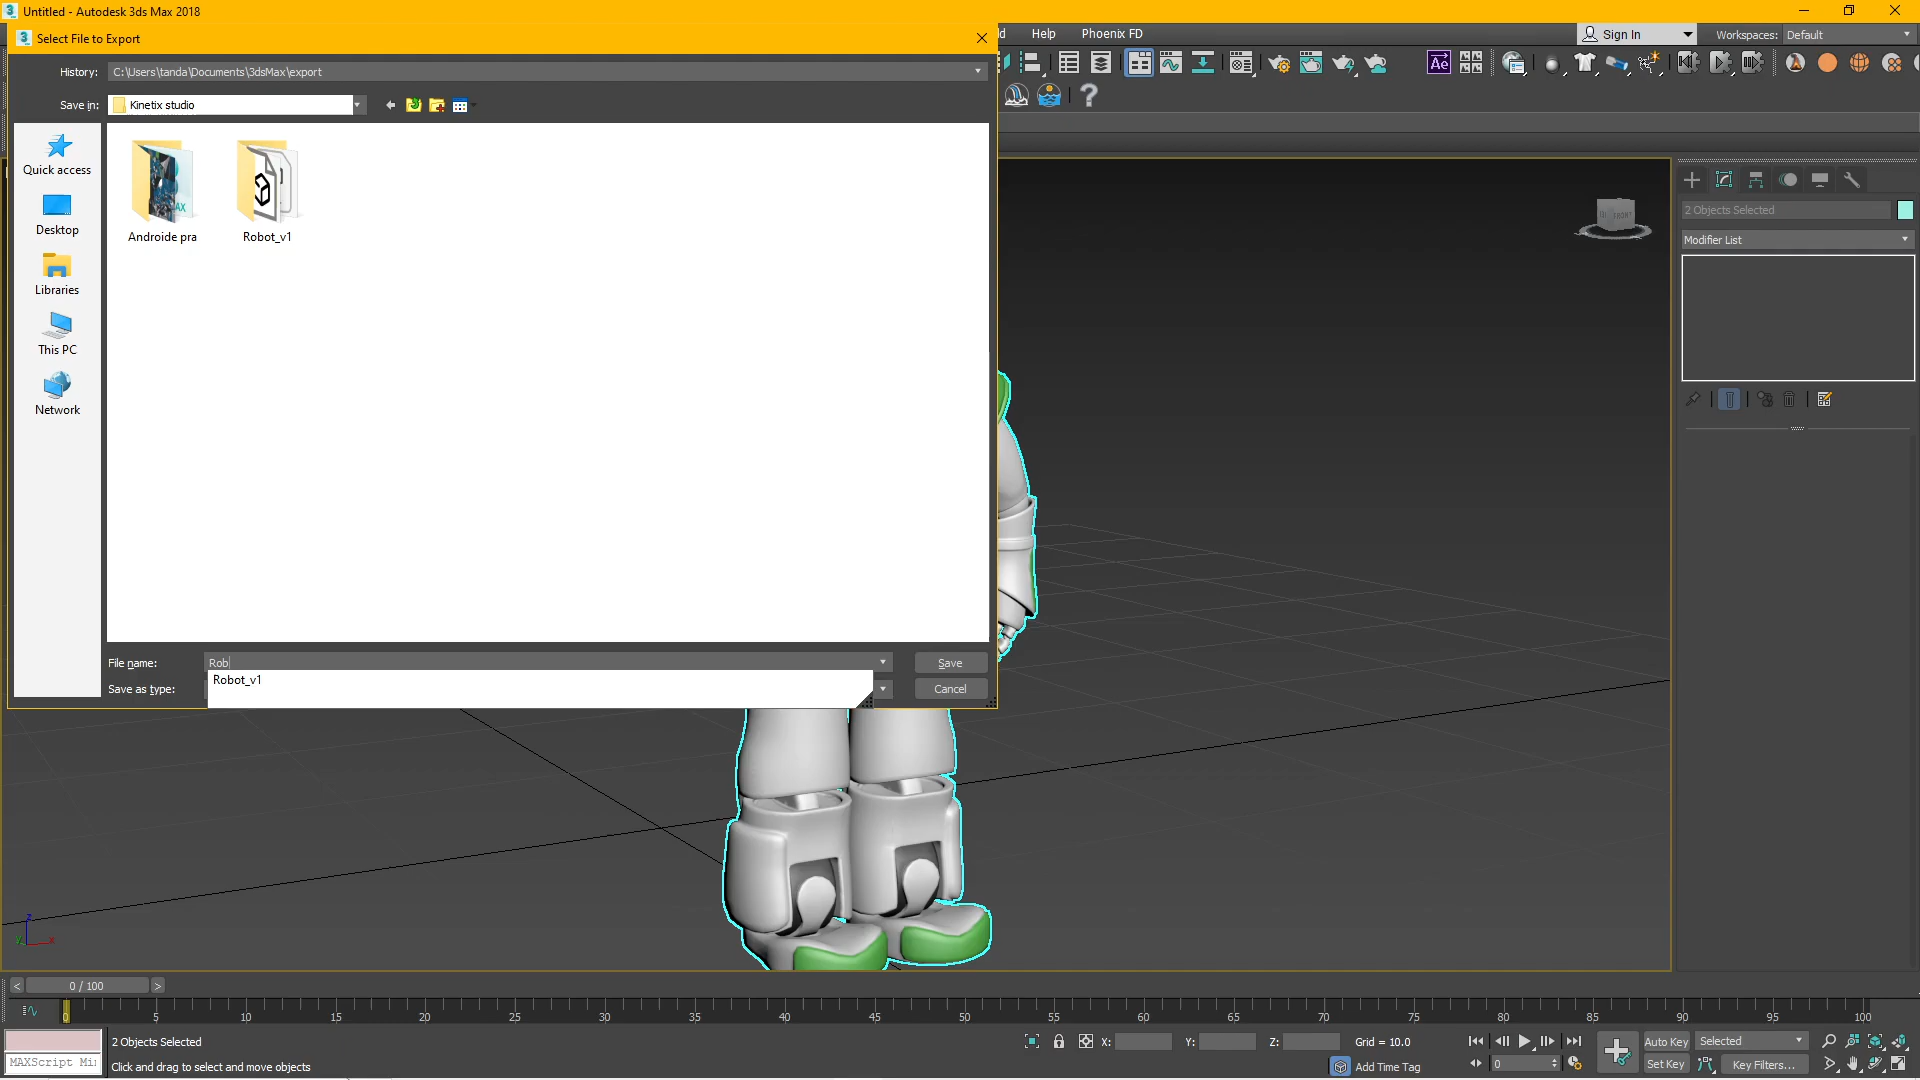 Untitled - Autodesk 3ds Max 2018
Select File to Export
Help
Phoenix FD
Sign In
Workspaces: Default
History: C:\Users\tanda\Documents\3dsMax\export
Save in: Kinetix studio
Ae
Quick access
Desktop
Libraries
This PC
Network
Androide pra
Robot_v1
2 Objects Selected
Modifier List
FRONT
File name: Rob
Save
Robot_v1
Save as type:
Cancel
z
x
y
< 0 / 100 >
0 5 10 15 20 25 30 35 40 45 50 55 60 65 70 75 80 85 90 95 100
2 Objects Selected
X:
Y:
Z:
Grid = 10.0
Auto Key
Selected
MAXScript Mi
Click and drag to select and move objects
Add Time Tag
0
Set Key
Key Filters...